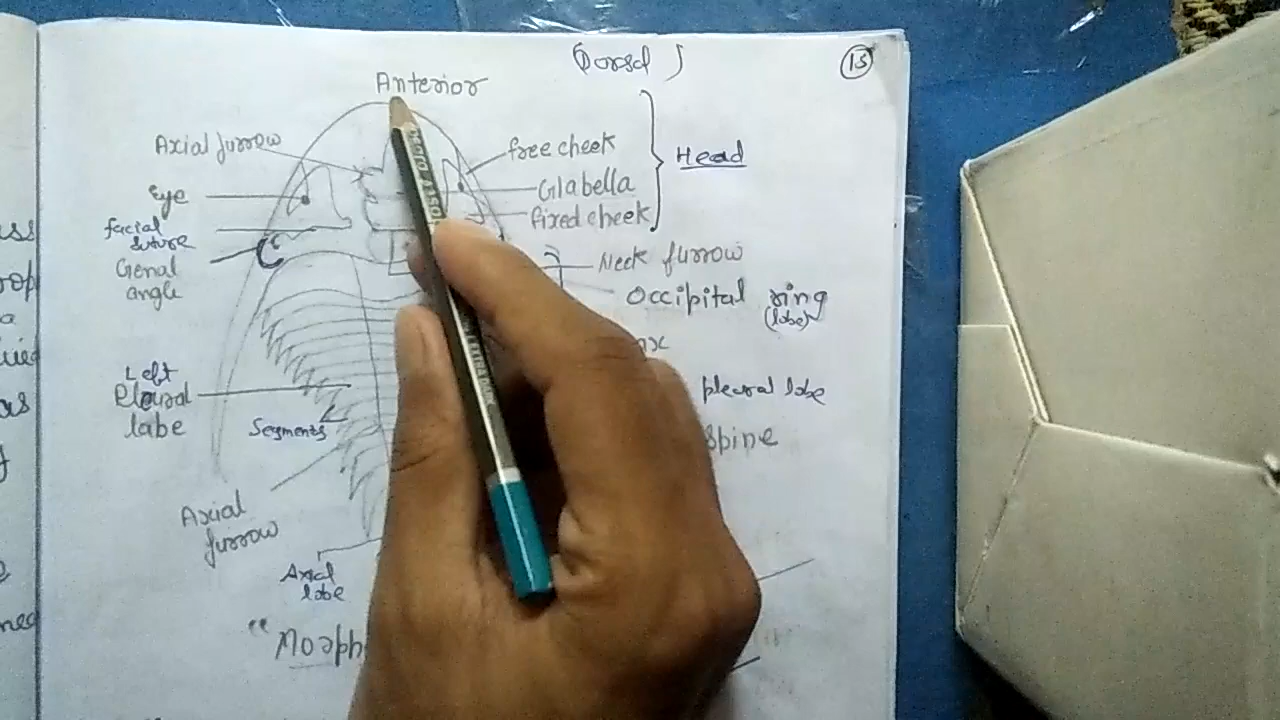 (Dorsal)
13
Anterior
Axial furrow
free cheek
Head
Eye
Glabella
facial suture
fixed cheek
Genal angle
Neck furrow
Occipital ring
(lobe)
Left
Pleural
labe
pleural lobe
Segments
Spine
Axial
furrow
Axial
lobe
"Morph